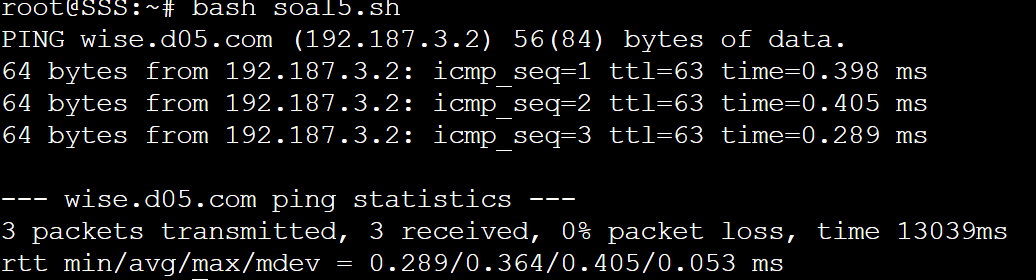 root@SSS:~# bash soal5.sh
PING wise.d05.com (192.187.3.2) 56(84) bytes of data.
64 bytes from 192.187.3.2: icmp_seq=1 ttl=63 time=0.398 ms
64 bytes from 192.187.3.2: icmp_seq=2 ttl=63 time=0.405 ms
64 bytes from 192.187.3.2: icmp_seq=3 ttl=63 time=0.289 ms
--- wise.d05.com ping statistics ---
3 packets transmitted, 3 received, 0% packet loss, time 13039ms
rtt min/avg/max/mdev = 0.289/0.364/0.405/0.053 ms